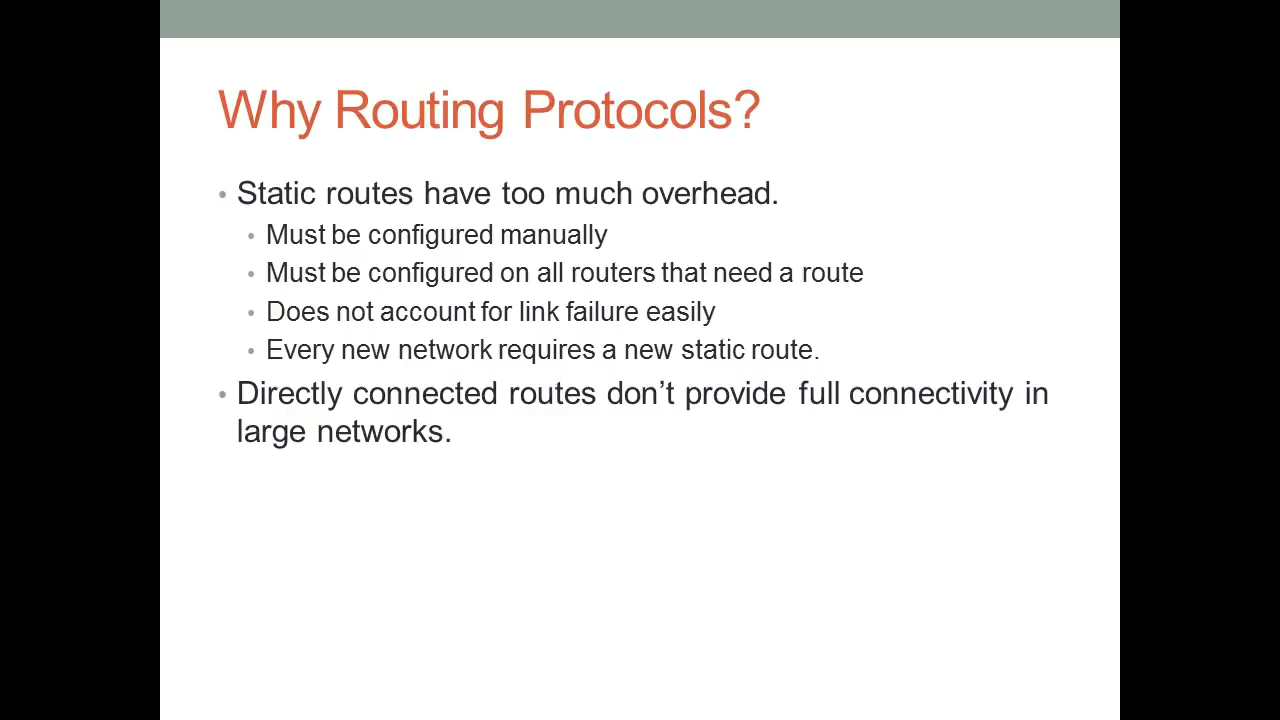 Why Routing Protocols?
• Static routes have too much overhead.
• Must be configured manually
• Must be configured on all routers that need a route
• Does not account for link failure easily
• Every new network requires a new static route.
• Directly connected routes don’t provide full connectivity in
large networks.